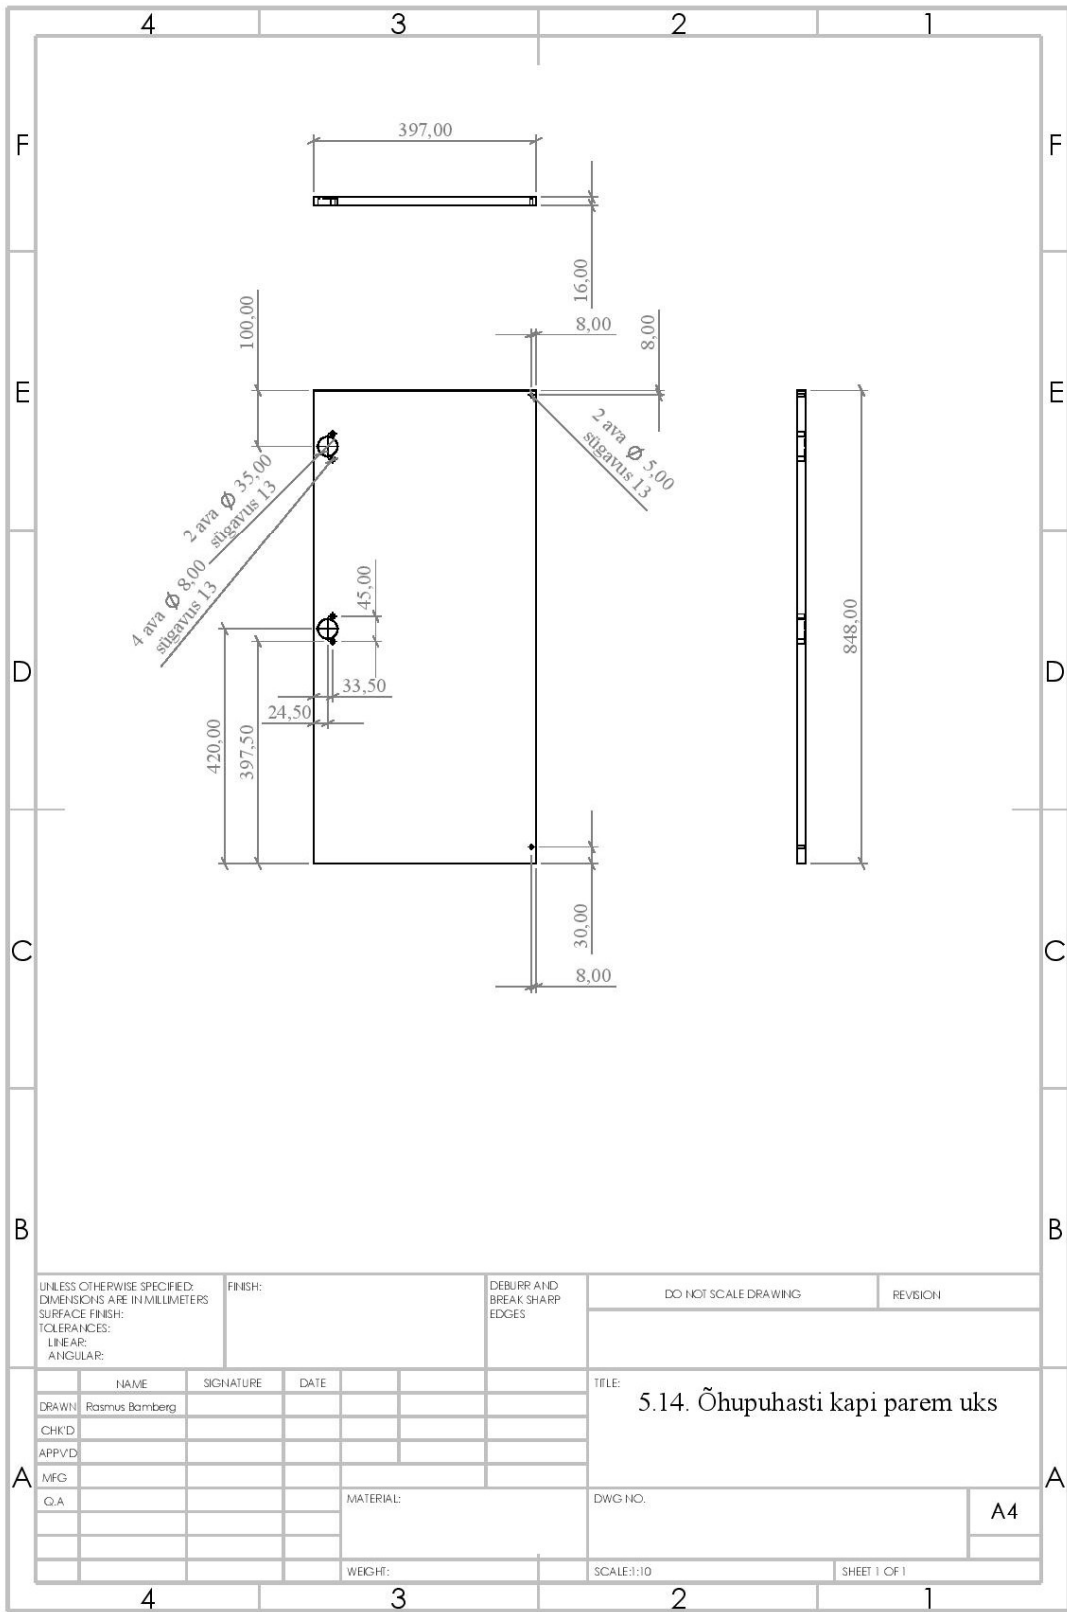 4 3 2 1
F F
397,00
16,00
100,00
8,00
8,00
E E
2 ava Ø 5,00
sügavus 13
2 ava Ø 35,00
sügavus 13
4 ava Ø 8,00
sügavus 13
45,00
848,00
D D
33,50
24,50
420,00
397,50
30,00
C C
8,00
B B
UNLESS OTHERWISE SPECIFIED:
DIMENSIONS ARE IN MILLIMETERS
SURFACE FINISH:
TOLERANCES:
LINEAR:
ANGULAR:
FINISH:
DEBURR AND
BREAK SHARP
EDGES
DO NOT SCALE DRAWING
REVISION
NAME SIGNATURE DATE
TITLE:
5.14. Õhupuhasti kapi parem uks
DRAWN Rasmus Bamberg
CHK'D
APPV'D
MFG
A A
Q.A
MATERIAL:
DWG NO.
A4
WEIGHT:
SCALE:1:10
SHEET 1 OF 1
4 3 2 1